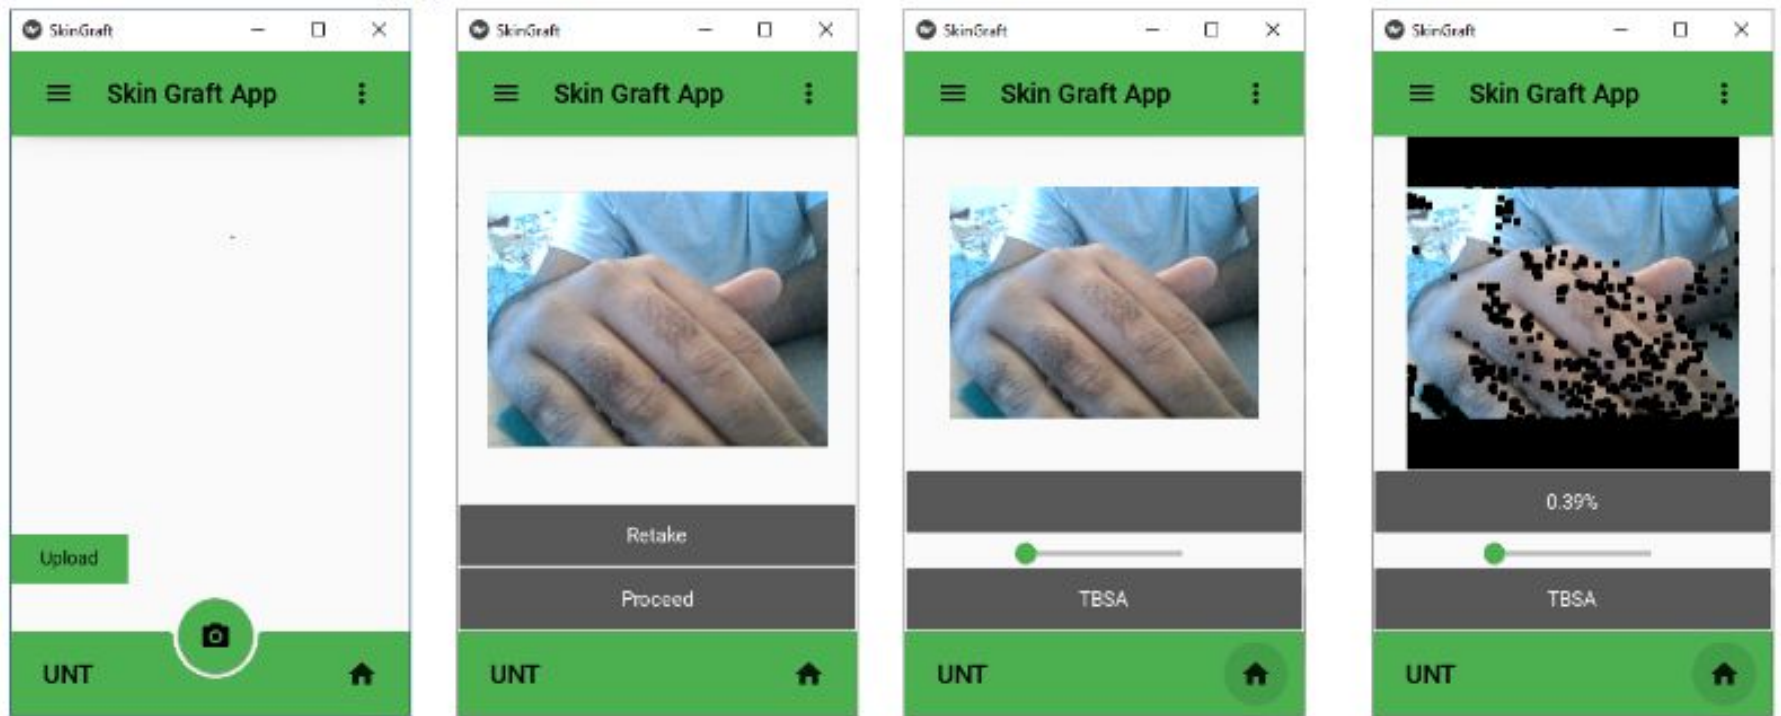 SkinGraft
Skin Graft App
Upload
UNT
SkinGraft
Skin Graft App
Retake
Proceed
UNT
SkinGraft
Skin Graft App
TBSA
UNT
SkinGraft
Skin Graft App
0.39%
TBSA
UNT